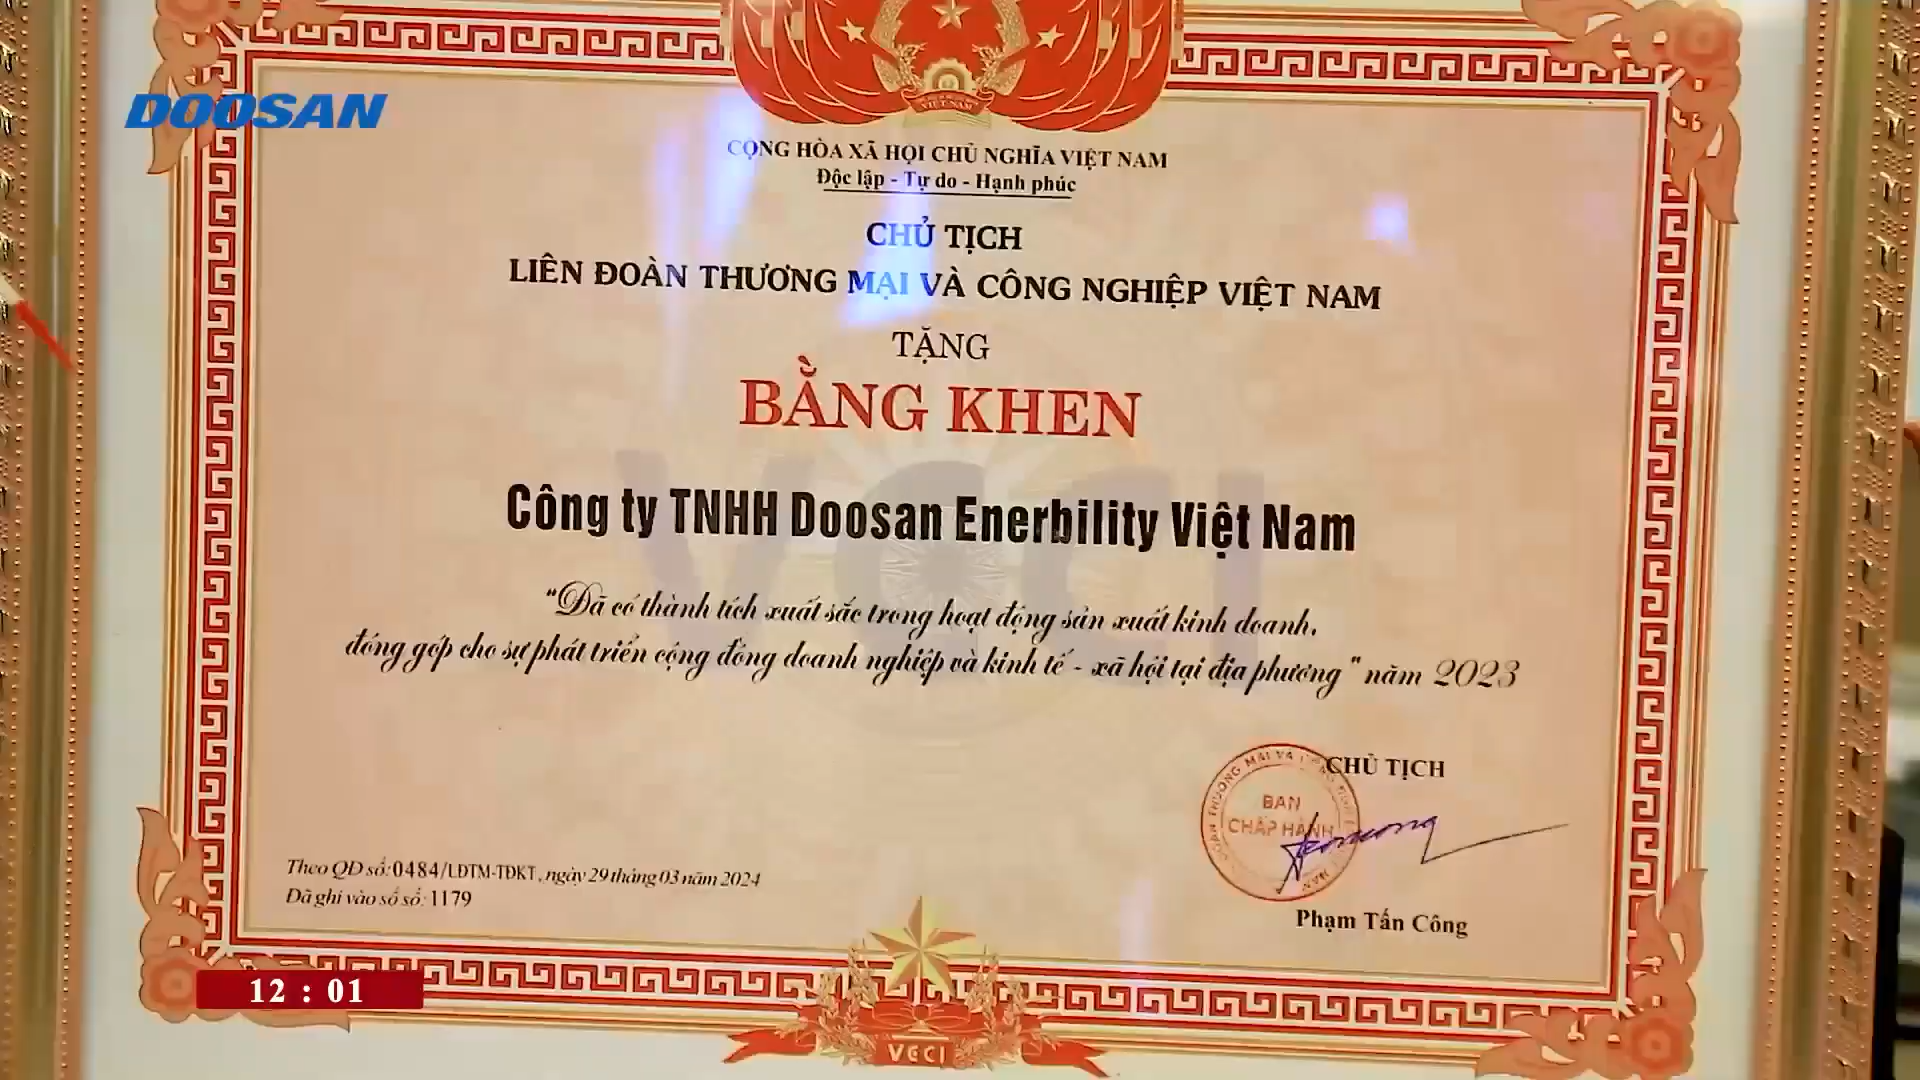 DOOSAN
VIỆT NAM
CỘNG HÒA XÃ HỘI CHỦ NGHĨA VIỆT NAM
Độc lập - Tự do - Hạnh phúc
CHỦ TỊCH
LIÊN ĐOÀN THƯƠNG MẠI VÀ CÔNG NGHIỆP VIỆT NAM
TẶNG
BẰNG KHEN
VCCI
Công ty TNHH Doosan Enerbility Việt Nam
"Đã có thành tích xuất sắc trong hoạt động sản xuất kinh doanh,
đóng góp cho sự phát triển cộng đồng doanh nghiệp và kinh tế - xã hội tại địa phương" năm 2023
CHỦ TỊCH
BAN
CHẤP HÀNH
Theo QĐ số: 0484/LĐTM-TĐKT, ngày 29 tháng 03 năm 2024
Đã ghi vào sổ số: 1179
Phạm Tấn Công
12 : 01
VCCI